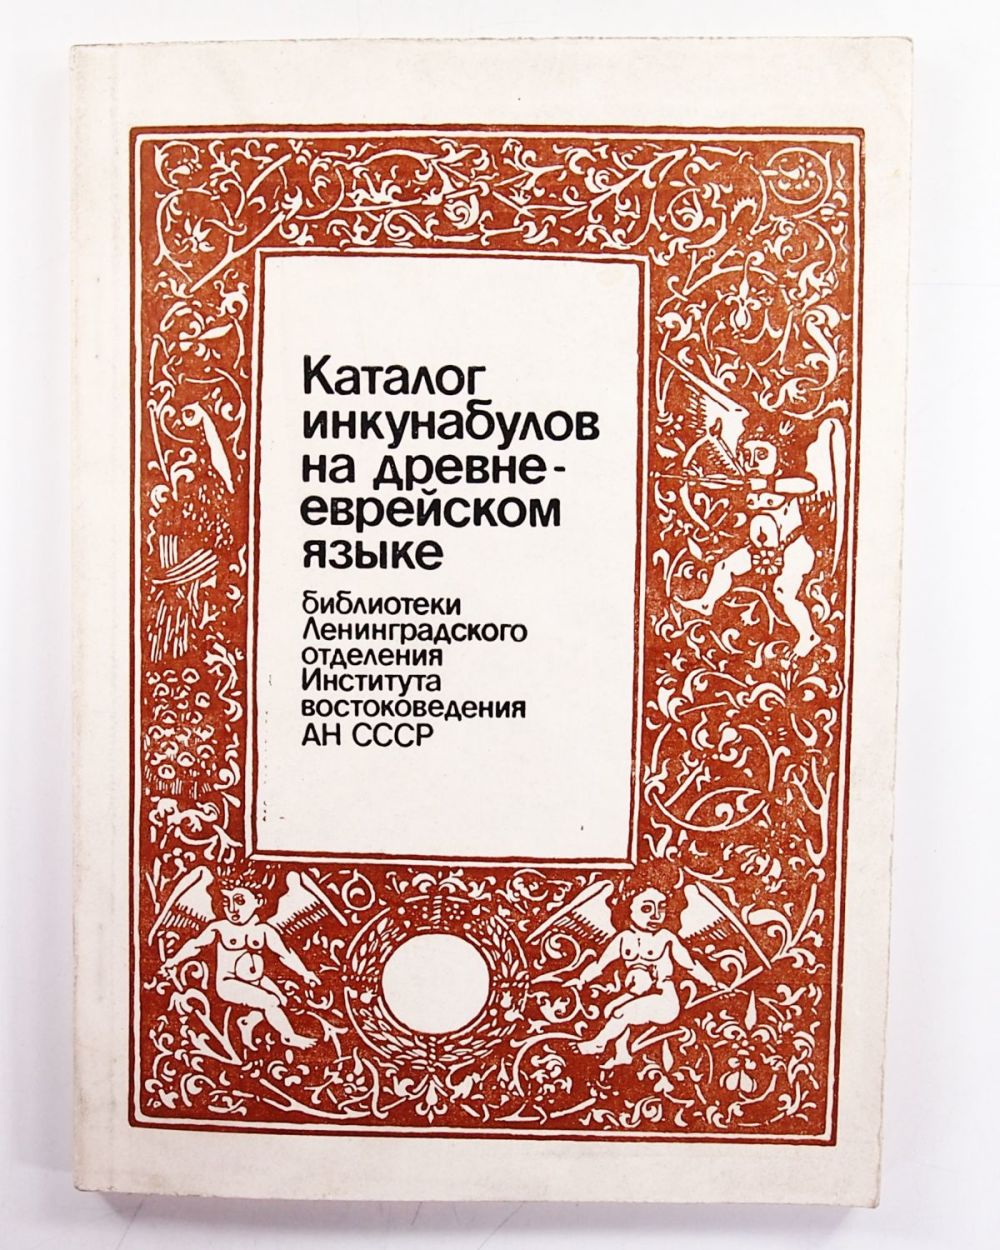 Каталог
инкунабулов
на древне-
еврейском
языке
библиотеки
Ленинградского
отделения
Института
востоковедения
АН СССР